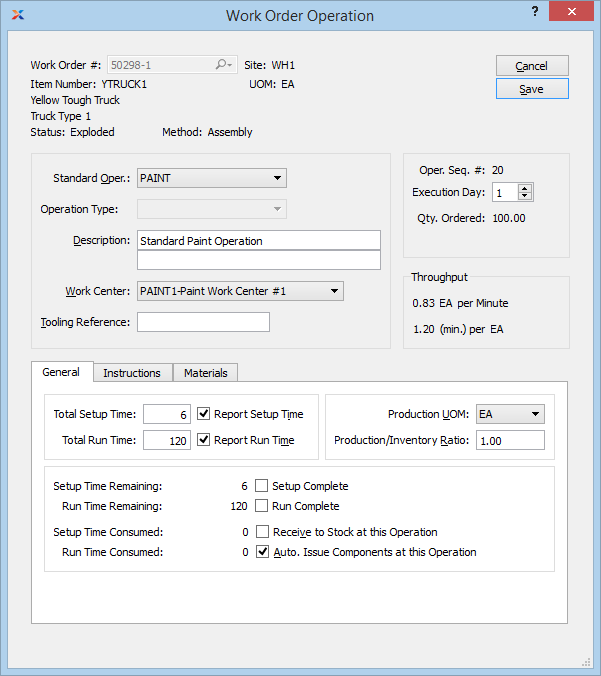 Work Order Operation
? x
Work Order #: 50298-1 Site: WH1
Cancel
Item Number: YTRUCK1 UOM: EA
Save
Yellow Tough Truck
Truck Type 1
Status: Exploded Method: Assembly
Standard Oper.: PAINT
Operation Type:
Description: Standard Paint Operation
Work Center: PAINT1-Paint Work Center #1
Tooling Reference:
Oper. Seq. #: 20
Execution Day: 1
Qty. Ordered: 100.00
Throughput
0.83 EA per Minute
1.20 (min.) per EA
General Instructions Materials
Total Setup Time: 6 Report Setup Time
Total Run Time: 120 Report Run Time
Production UOM: EA
Production/Inventory Ratio: 1.00
Setup Time Remaining: 6 Setup Complete
Run Time Remaining: 120 Run Complete
Setup Time Consumed: 0 Receive to Stock at this Operation
Run Time Consumed: 0 Auto. Issue Components at this Operation